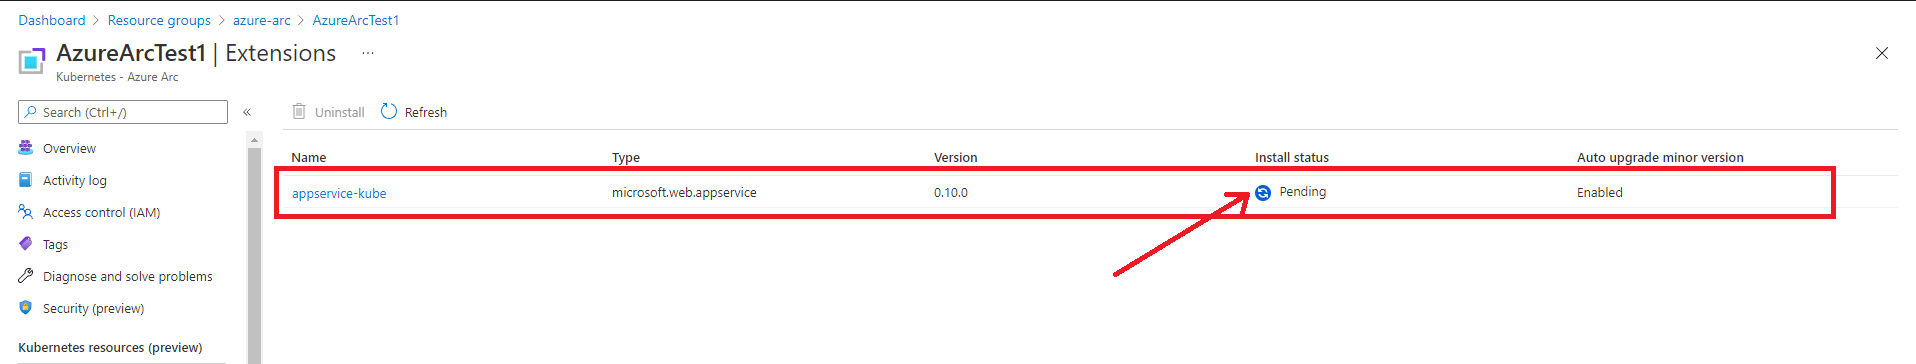 Dashboard > Resource groups > azure-arc > AzureArcTest1
AzureArcTest1 | Extensions ...
Kubernetes - Azure Arc
Search (Ctrl+/)
«
Uninstall
Refresh
Overview
Activity log
Access control (IAM)
Tags
Diagnose and solve problems
Security (preview)
Kubernetes resources (preview)
Name Type Version Install status Auto upgrade minor version
appservice-kube microsoft.web.appservice 0.10.0 Pending Enabled